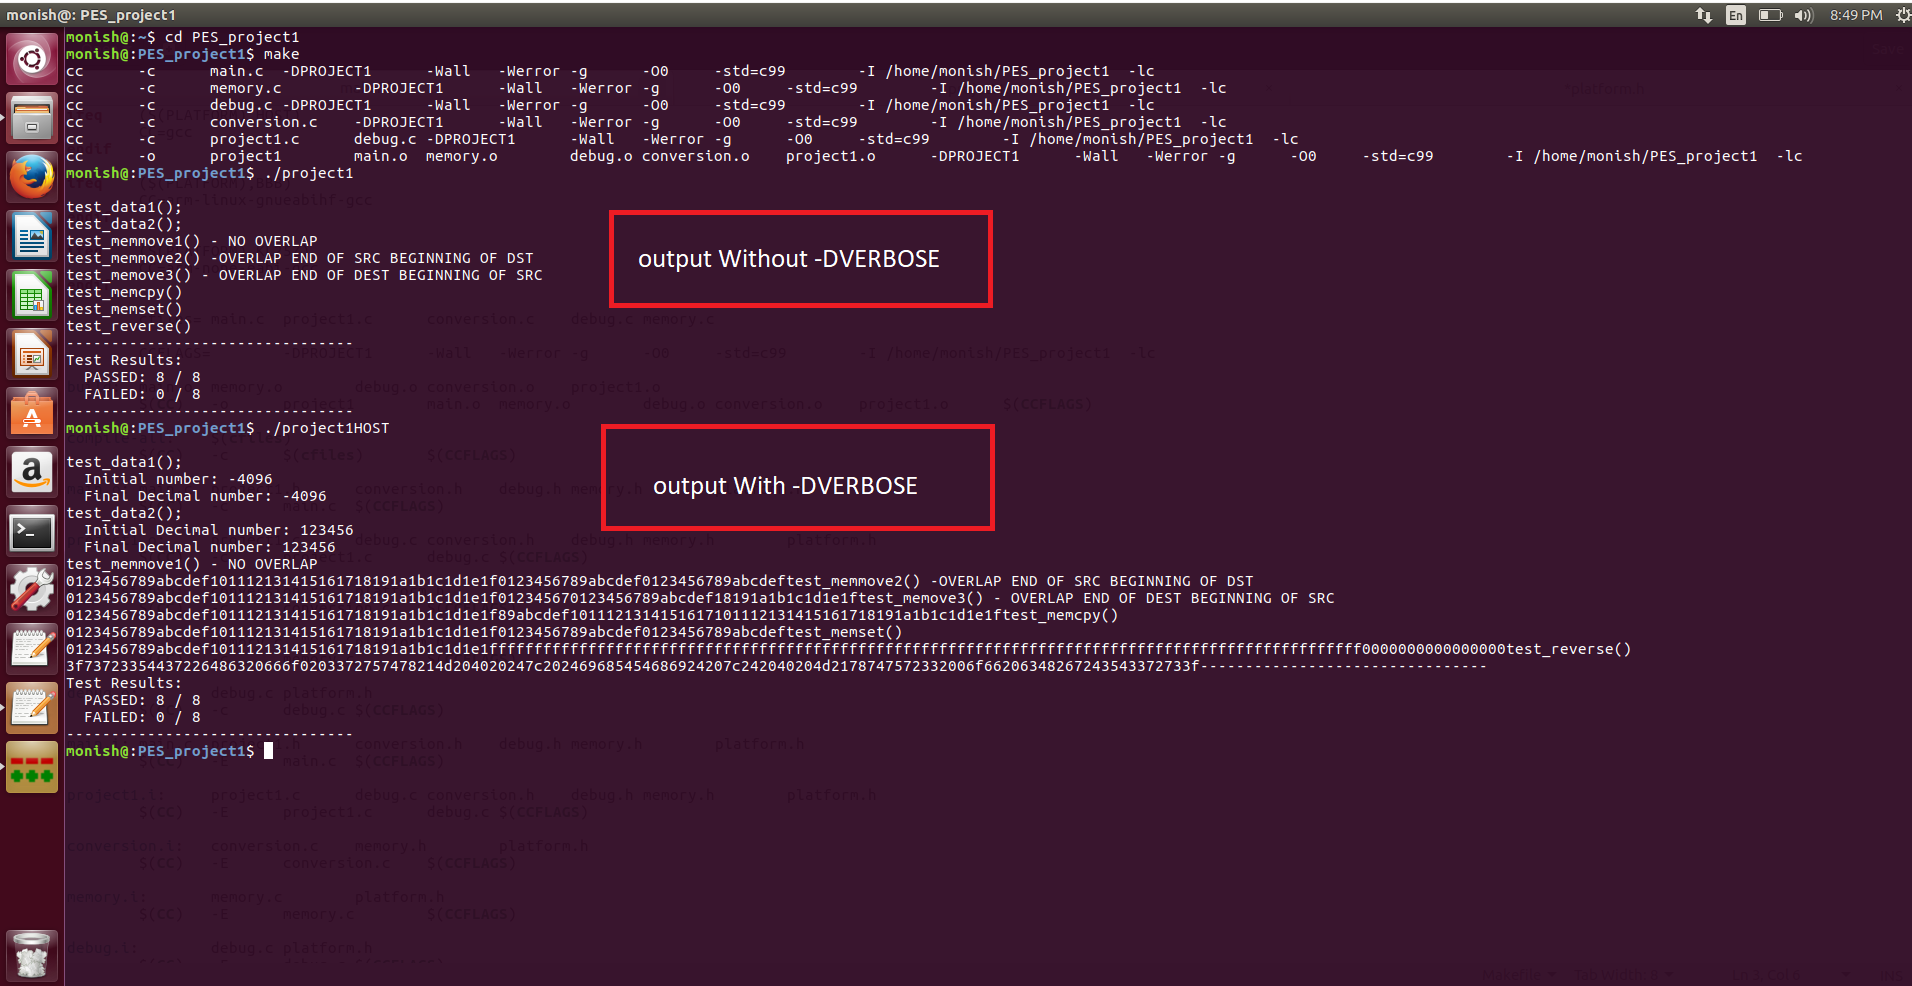 monish@: PES_project1
En
8:49 PM
monish@:~$ cd PES_project1
monish@:PES_project1$ make
cc -c main.c -DPROJECT1 -Wall -Werror -g -O0 -std=c99 -I /home/monish/PES_project1 -lc
cc -c memory.c -DPROJECT1 -Wall -Werror -g -O0 -std=c99 -I /home/monish/PES_project1 -lc
cc -c debug.c -DPROJECT1 -Wall -Werror -g -O0 -std=c99 -I /home/monish/PES_project1 -lc
cc -c conversion.c -DPROJECT1 -Wall -Werror -g -O0 -std=c99 -I /home/monish/PES_project1 -lc
cc -c project1.c debug.c -DPROJECT1 -Wall -Werror -g -O0 -std=c99 -I /home/monish/PES_project1 -lc
cc -o project1 main.o memory.o debug.o conversion.o project1.o -DPROJECT1 -Wall -Werror -g -O0 -std=c99 -I /home/monish/PES_project1 -lc
monish@:PES_project1$ ./project1
test_data1();
test_data2();
test_memmove1() - NO OVERLAP
test_memmove2() -OVERLAP END OF SRC BEGINNING OF DST
test_memove3() - OVERLAP END OF DEST BEGINNING OF SRC
test_memcpy()
test_memset()
test_reverse()
--------------------------------
Test Results:
PASSED: 8 / 8
FAILED: 0 / 8
--------------------------------
output Without -DVERBOSE
monish@:PES_project1$ ./project1HOST
test_data1();
Initial number: -4096
Final Decimal number: -4096
test_data2();
Initial Decimal number: 123456
Final Decimal number: 123456
test_memmove1() - NO OVERLAP
output With -DVERBOSE
0123456789abcdef101112131415161718191a1b1c1d1e1f0123456789abcdef0123456789abcdeftest_memmove2() -OVERLAP END OF SRC BEGINNING OF DST
0123456789abcdef101112131415161718191a1b1c1d1e1f012345670123456789abcdef18191a1b1c1d1e1ftest_memove3() - OVERLAP END OF DEST BEGINNING OF SRC
0123456789abcdef101112131415161718191a1b1c1d1e1f89abcdef1011121314151617101112131415161718191a1b1c1d1e1ftest_memcpy()
0123456789abcdef101112131415161718191a1b1c1d1e1f0123456789abcdef0123456789abcdeftest_memset()
test_reverse()
--------------------------------
Test Results:
PASSED: 8 / 8
FAILED: 0 / 8
--------------------------------
monish@:PES_project1$